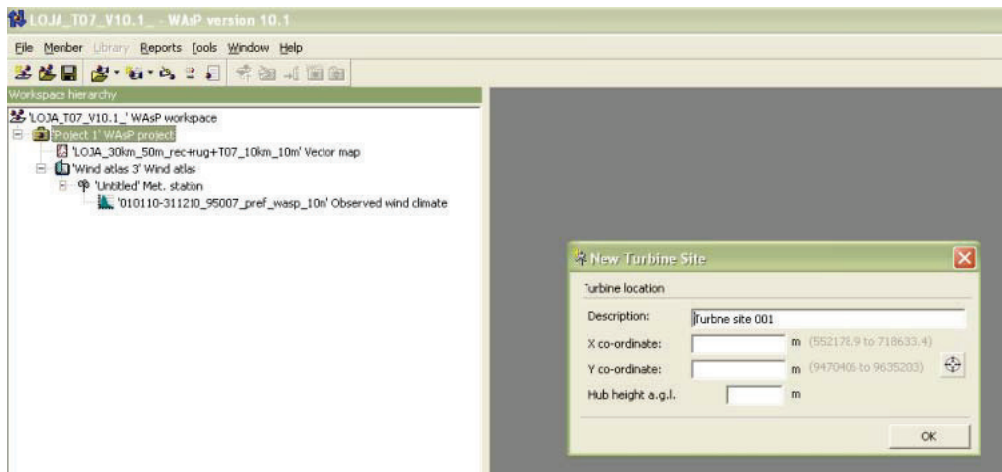 LOJA_T07_V10.1_ - WAsP version 10.1
File Member Library Reports Tools Window Help
Workspace hierarchy
'LOJA_T07_V10.1_' WAsP workspace
'Poject 1' WAsP project
'LOJA_30km_50m_rec+rug+T07_10km_10m' Vector map
'Wind atlas 3' Wind atlas
'Untitled' Met. station
'010110-311210_95007_pref_wasp_10m' Observed wind climate
New Turbine Site
Turbine location
Description: Turbne site 001
X co-ordinate: m (552178.9 to 718633.4)
Y co-ordinate: m (9470406 to 9635203)
Hub height a.g.l. m
OK